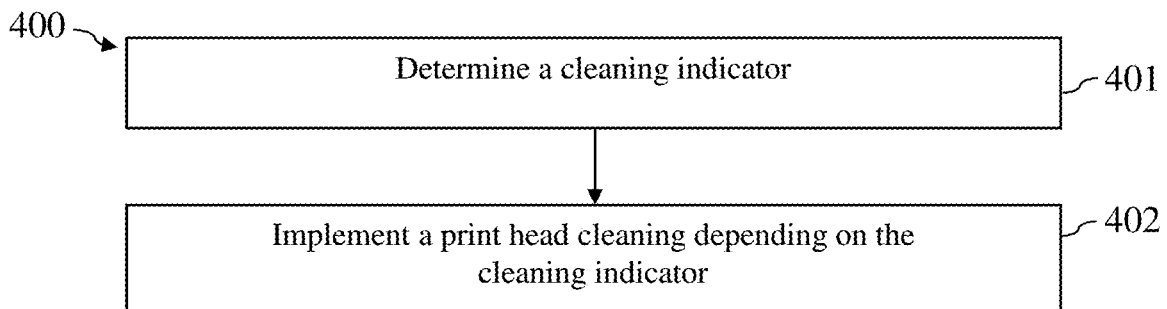 400
Determine a cleaning indicator
401
Implement a print head cleaning depending on the
cleaning indicator
402